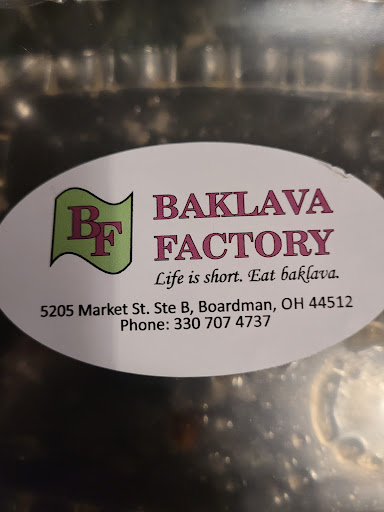 BF
BAKLAVA
FACTORY
Life is short. Eat baklava.
5205 Market St. Ste B, Boardman, OH 44512
Phone: 330 707 4737